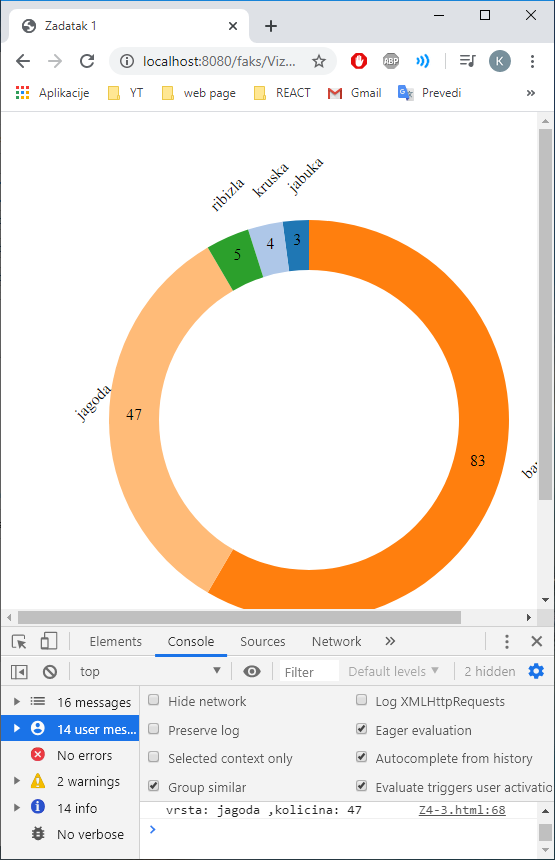 Zadatak 1
localhost:8080/faks/Viz...
ABP
K
Aplikacije YT web page REACT Gmail Prevedi »
ribizla
kruska
jabuka
5
4
3
jagoda
47
83
Elements Console Sources Network »
top Filter Default levels 2 hidden
16 messages
14 user mes...
No errors
2 warnings
14 info
No verbose
Hide network Log XMLHttpRequests
Preserve log Eager evaluation
Selected context only Autocomplete from history
Group similar Evaluate triggers user activatio
vrsta: jagoda ,kolicina: 47 Z4-3.html:68